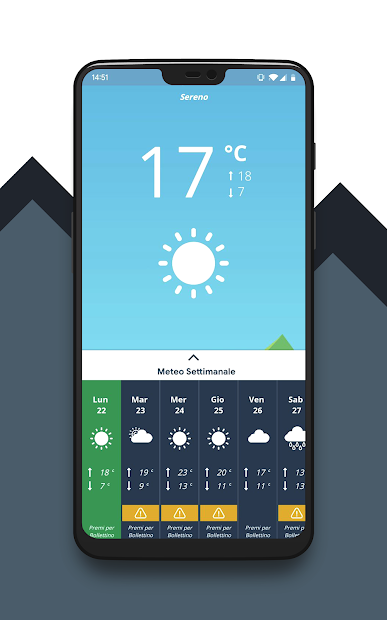 14:51
Sereno
17 °C
18
7
Meteo Settimanale
Lun Mar Mer Gio Ven Sab
22 23 24 25 26 27
18 c 19 c 23 c 20 c 17 c 13
7 c 9 c 13 c 11 c 11 c 13
Premi per Premi per Premi per Premi per Premi per Premi per
Bollettino Bollettino Bollettino Bollettino Bollettino Bollettino